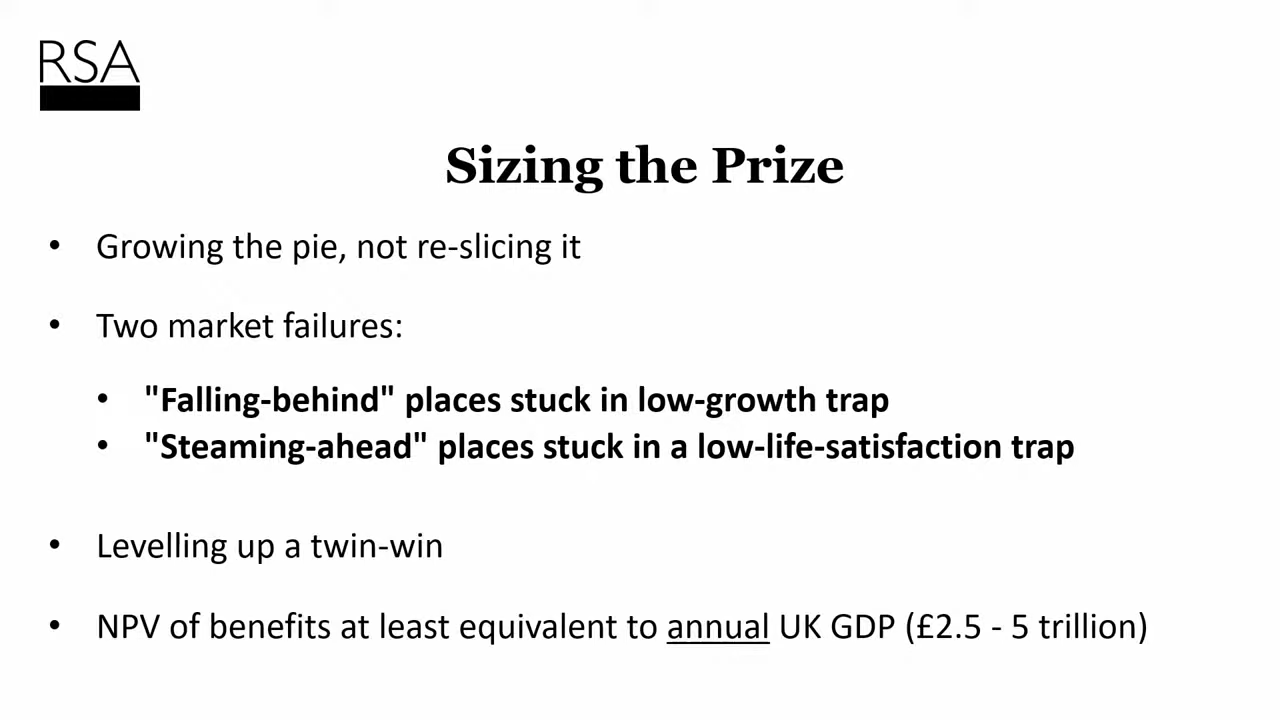 RSA
Sizing the Prize
• Growing the pie, not re-slicing it
• Two market failures:
• "Falling-behind" places stuck in low-growth trap
• "Steaming-ahead" places stuck in a low-life-satisfaction trap
• Levelling up a twin-win
• NPV of benefits at least equivalent to annual UK GDP (£2.5 - 5 trillion)